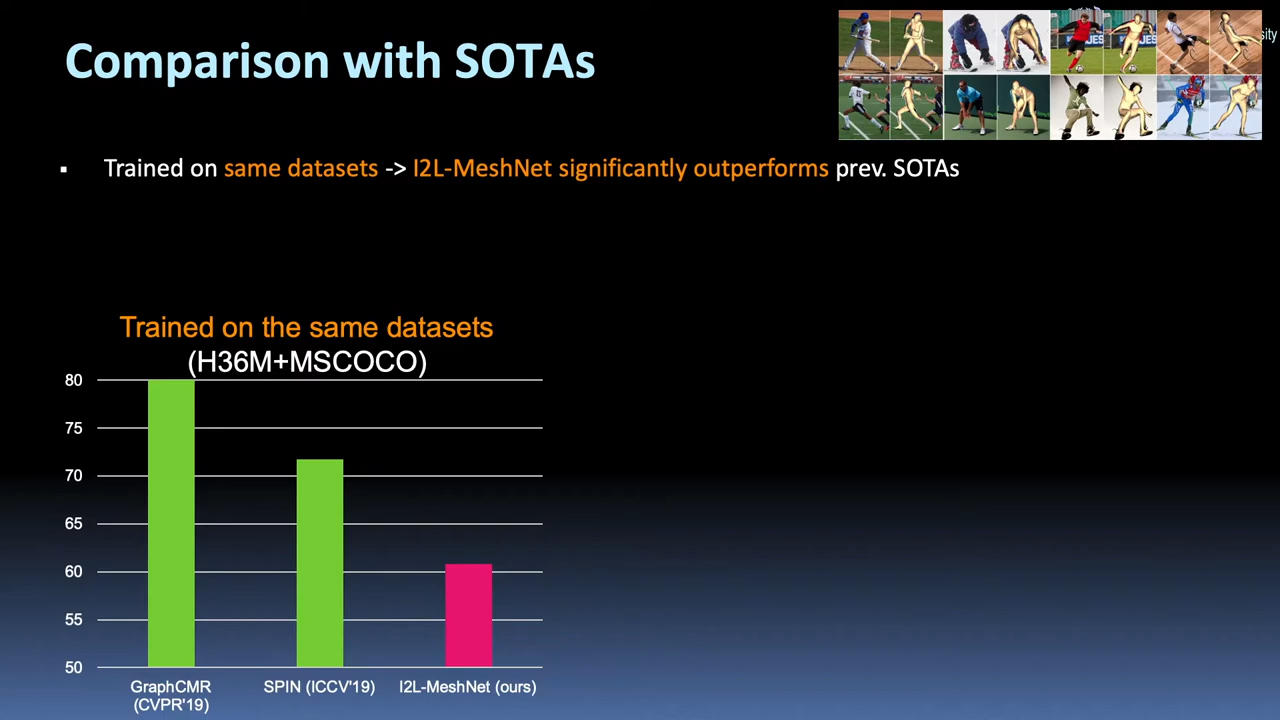 Comparison with SOTAs
▪ Trained on same datasets -> I2L-MeshNet significantly outperforms prev. SOTAs
Trained on the same datasets
(H36M+MSCOCO)
80
75
70
65
60
55
50
GraphCMR
(CVPR'19)
SPIN (ICCV'19)
I2L-MeshNet (ours)